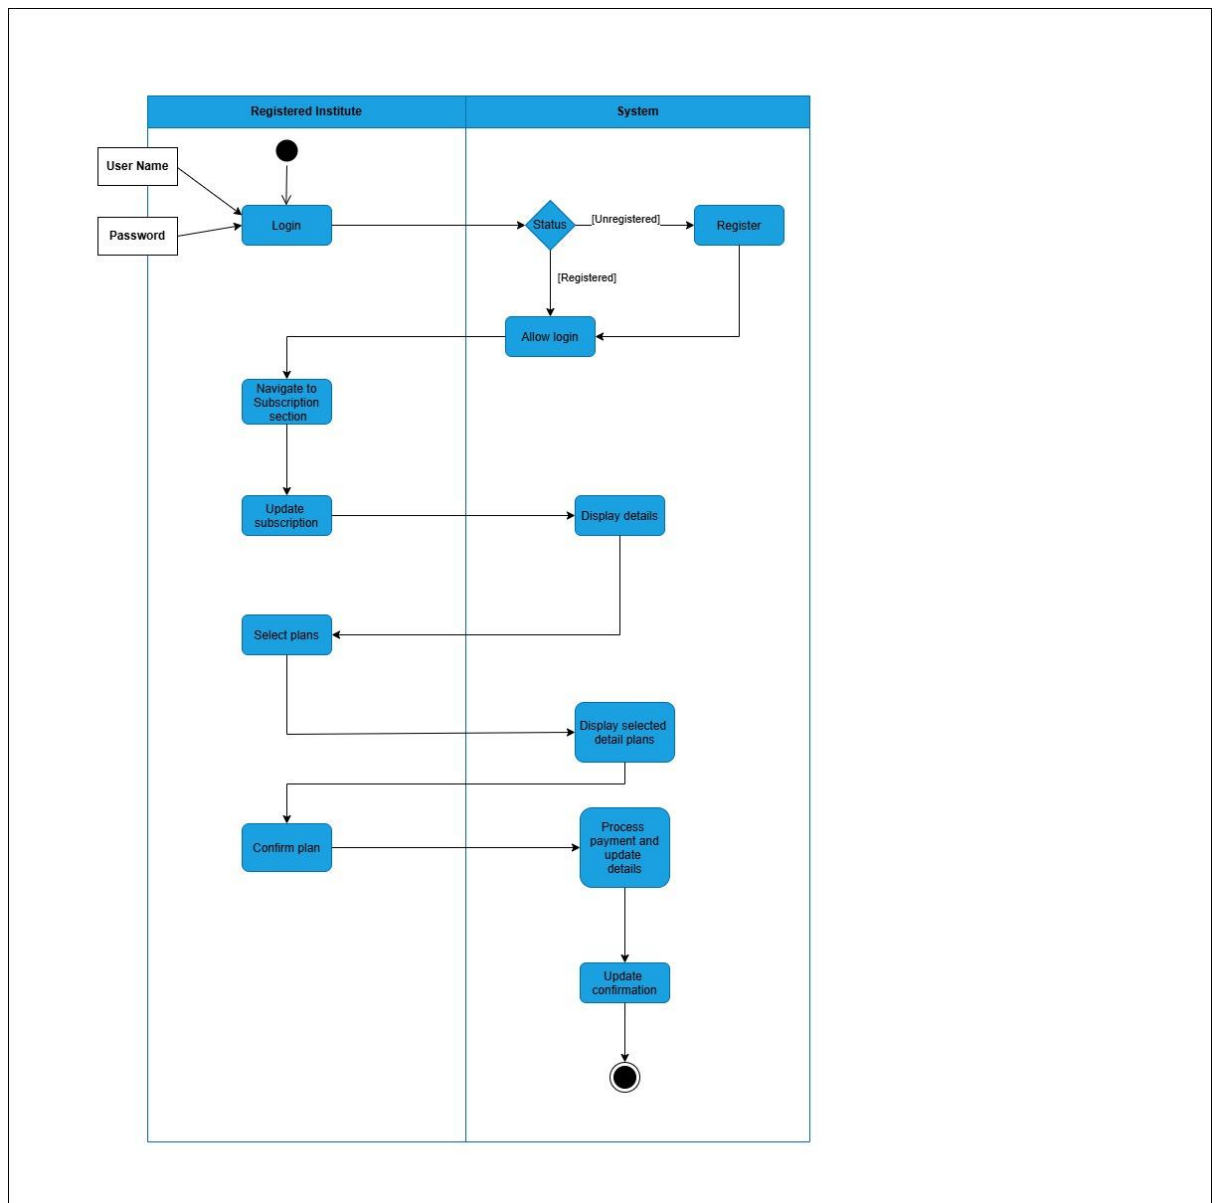 Registered Institute
System
User Name
Password
Login
Status
[Unregistered]
Register
[Registered]
Allow login
Navigate to
Subscription
section
Update
subscription
Display details
Select plans
Display selected
detail plans
Confirm plan
Process
payment and
update
details
Update
confirmation